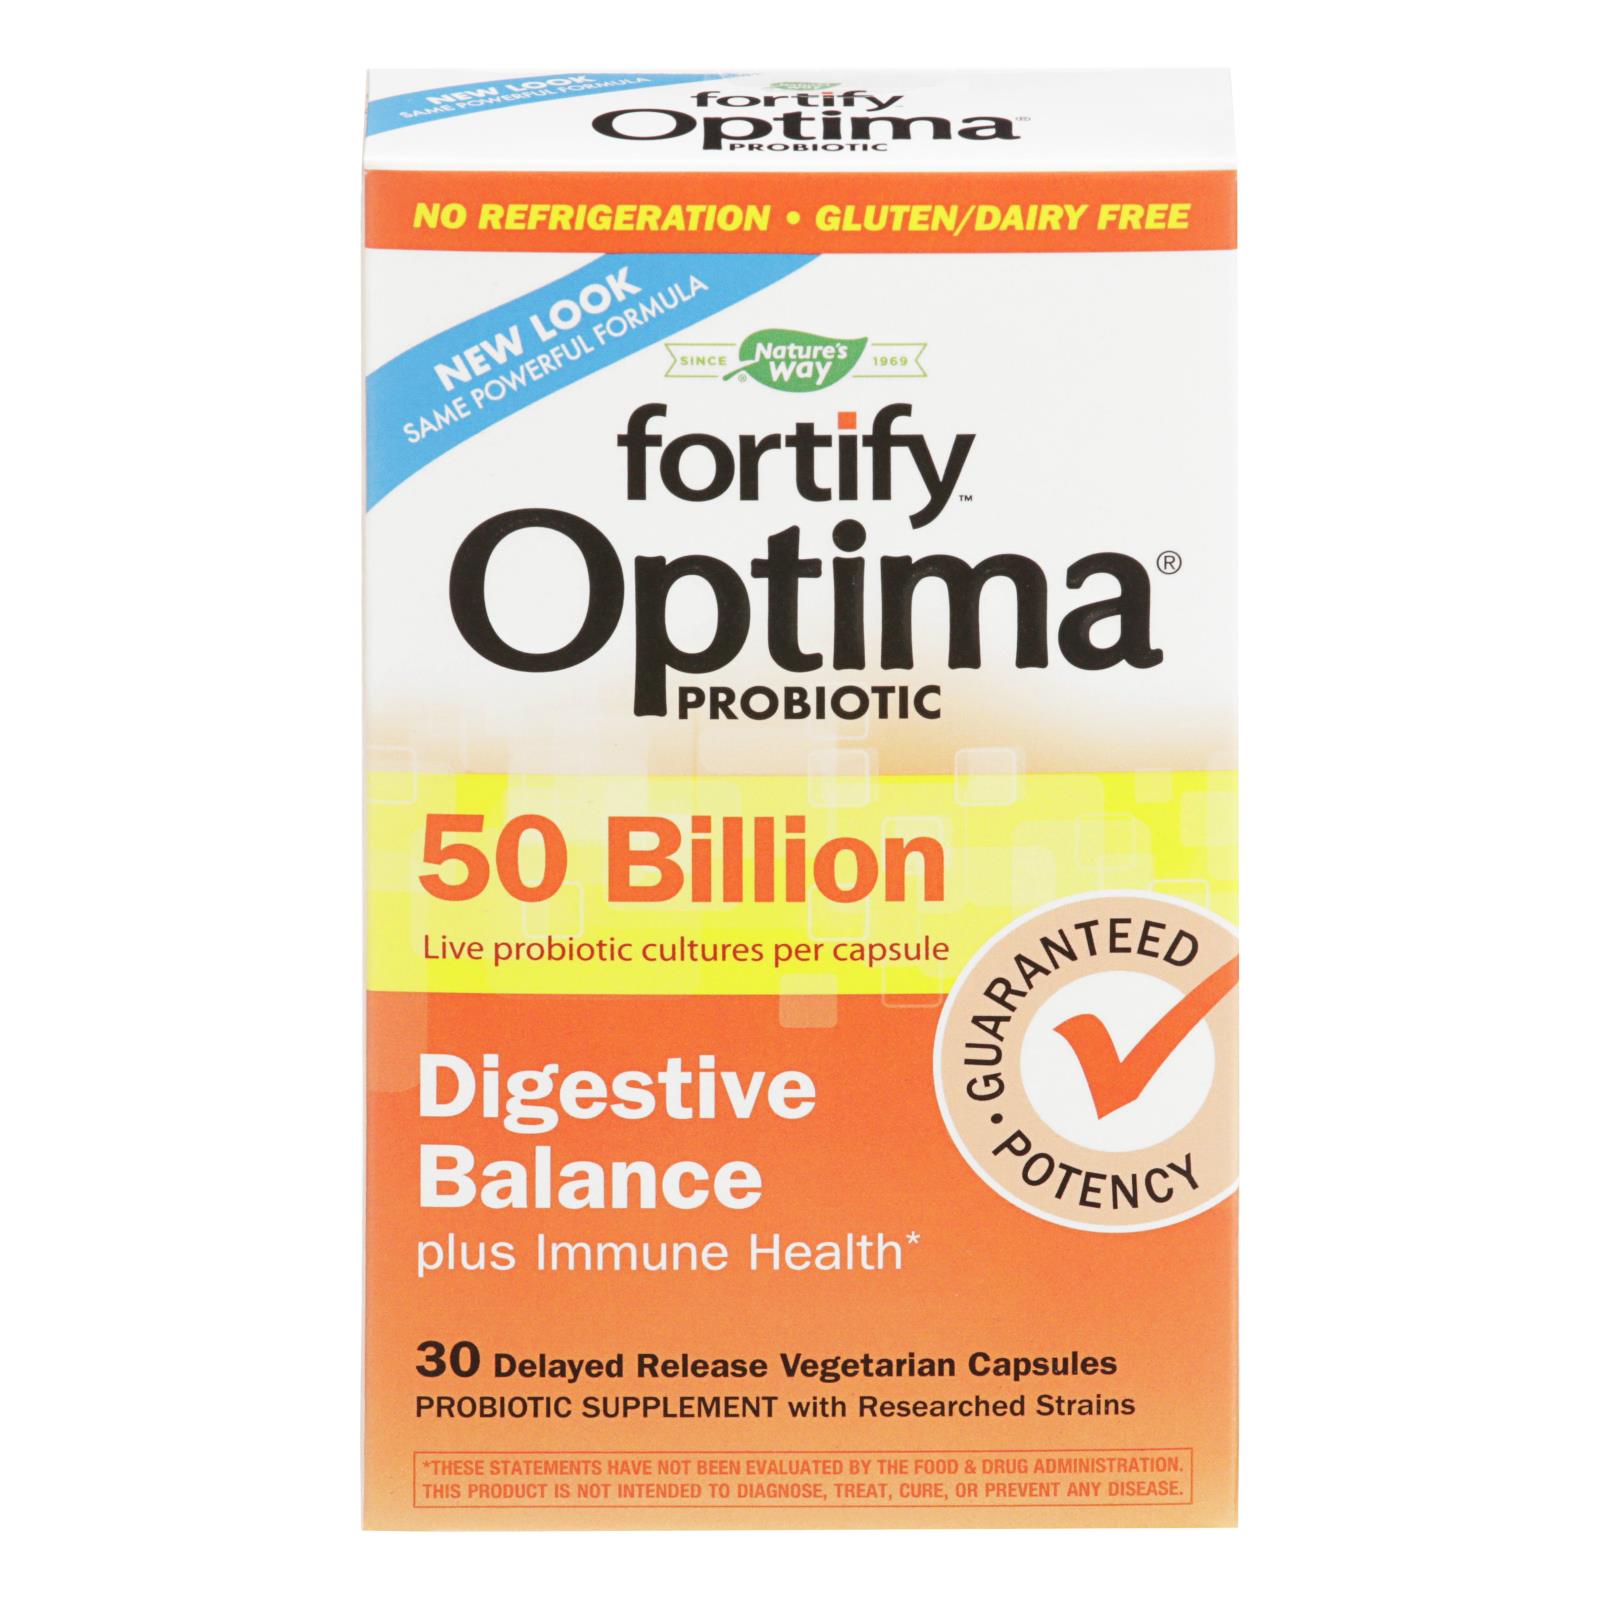 NEW LOOK
SAME POWERFUL FORMULA
Nature's
Way
fortify
Optima®
PROBIOTIC
NO REFRIGERATION • GLUTEN/DAIRY FREE
NEW LOOK
SAME POWERFUL FORMULA
SINCE Nature's Way® 1969
fortify™
Optima®
PROBIOTIC
50 Billion
Live probiotic cultures per capsule
GUARANTEED • POTENCY
Digestive
Balance
plus Immune Health*
30 Delayed Release Vegetarian Capsules
PROBIOTIC SUPPLEMENT with Researched Strains
*THESE STATEMENTS HAVE NOT BEEN EVALUATED BY THE FOOD & DRUG ADMINISTRATION.
THIS PRODUCT IS NOT INTENDED TO DIAGNOSE, TREAT, CURE, OR PREVENT ANY DISEASE.